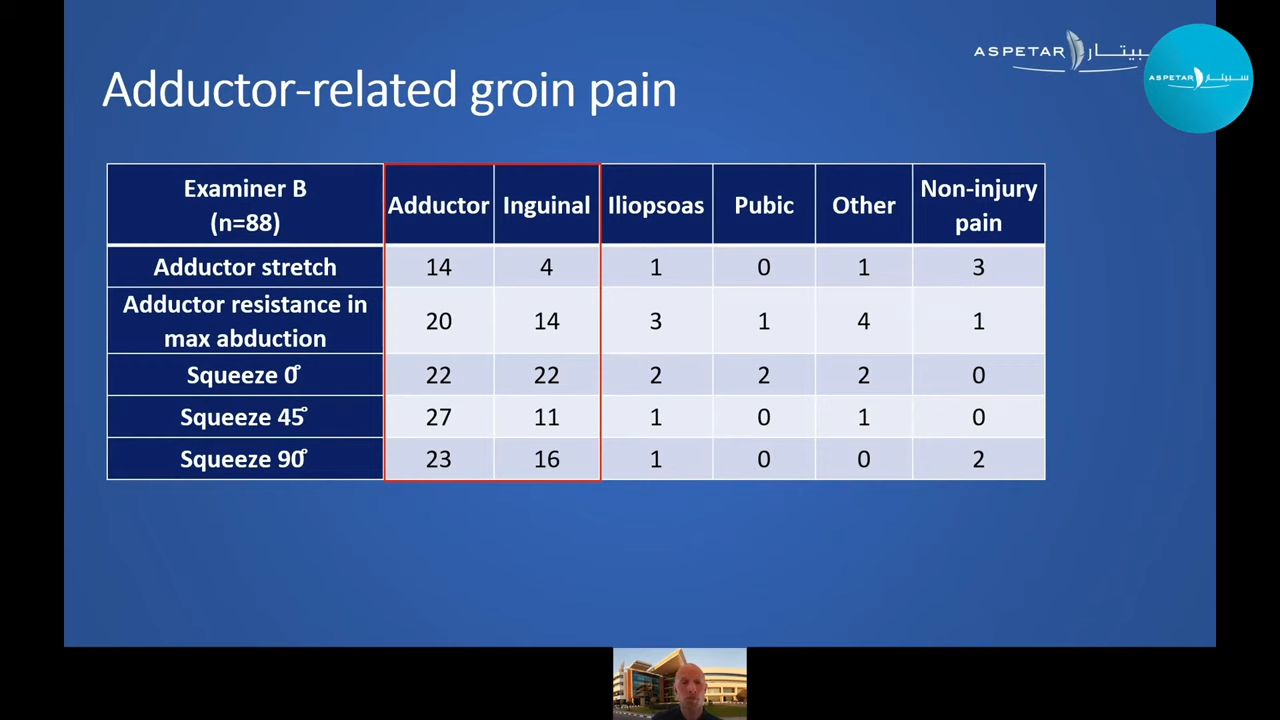 ASPETAR سبيتار
ASPETAR سبيتار
Adductor-related groin pain
Examiner B (n=88) Adductor Inguinal Iliopsoas Pubic Other Non-injury pain
Adductor stretch 14 4 1 0 1 3
Adductor resistance in max abduction 20 14 3 1 4 1
Squeeze 0° 22 22 2 2 2 0
Squeeze 45° 27 11 1 0 1 0
Squeeze 90° 23 16 1 0 0 2